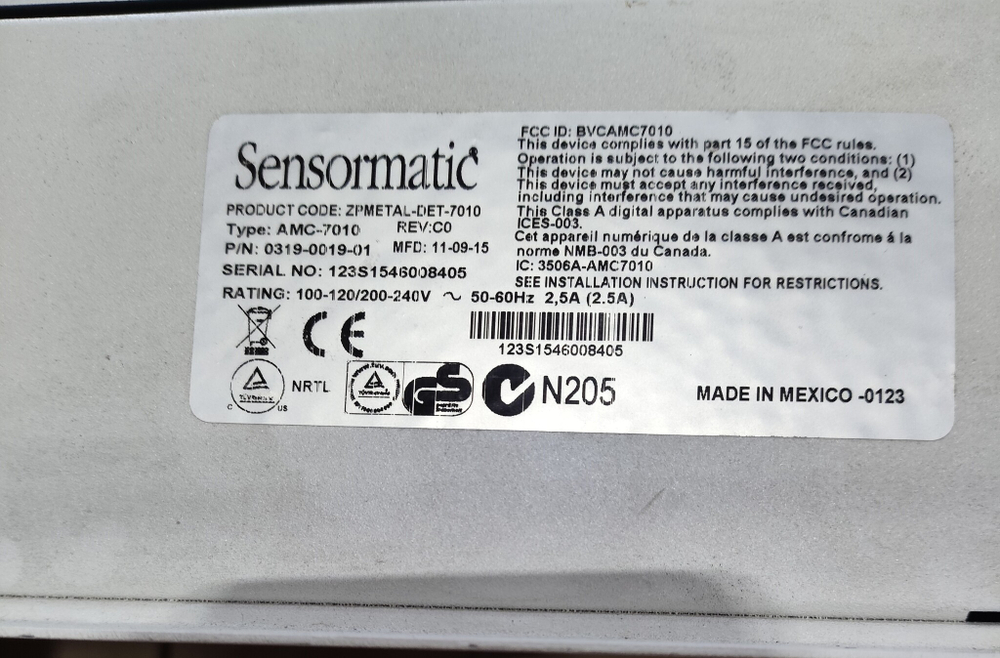 Sensormatic
PRODUCT CODE: ZPMETAL-DET-7010
Type: AMC-7010 REV:C0
P/N: 0319-0019-01 MFD: 11-09-15
SERIAL NO: 123S1546008405
RATING: 100-120/200-240V ~ 50-60Hz 2,5A (2.5A)
FCC ID: BVCAMC7010
This device complies with part 15 of the FCC rules.
Operation is subject to the following two conditions: (1)
This device may not cause harmful interference, and (2)
This device must accept any interference received,
including interference that may cause undesired operation.
This Class A digital apparatus complies with Canadian
ICES-003.
Cet appareil numérique de la classe A est confrome á la
norme NMB-003 du Canada.
IC: 3506A-AMC7010
SEE INSTALLATION INSTRUCTION FOR RESTRICTIONS.
CE
123S1546008405
C US
NRTL
GS
N205
MADE IN MEXICO -0123